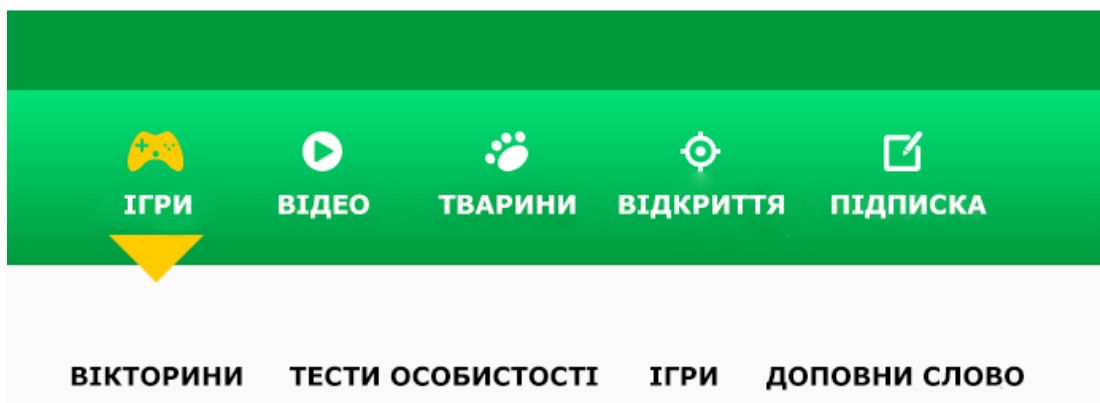 ІГРИ ВІДЕО ТВАРИНИ ВІДКРИТТЯ ПІДПИСКА
ВІКТОРИНИ ТЕСТИ ОСОБИСТОСТІ ІГРИ ДОПОВНИ СЛОВО